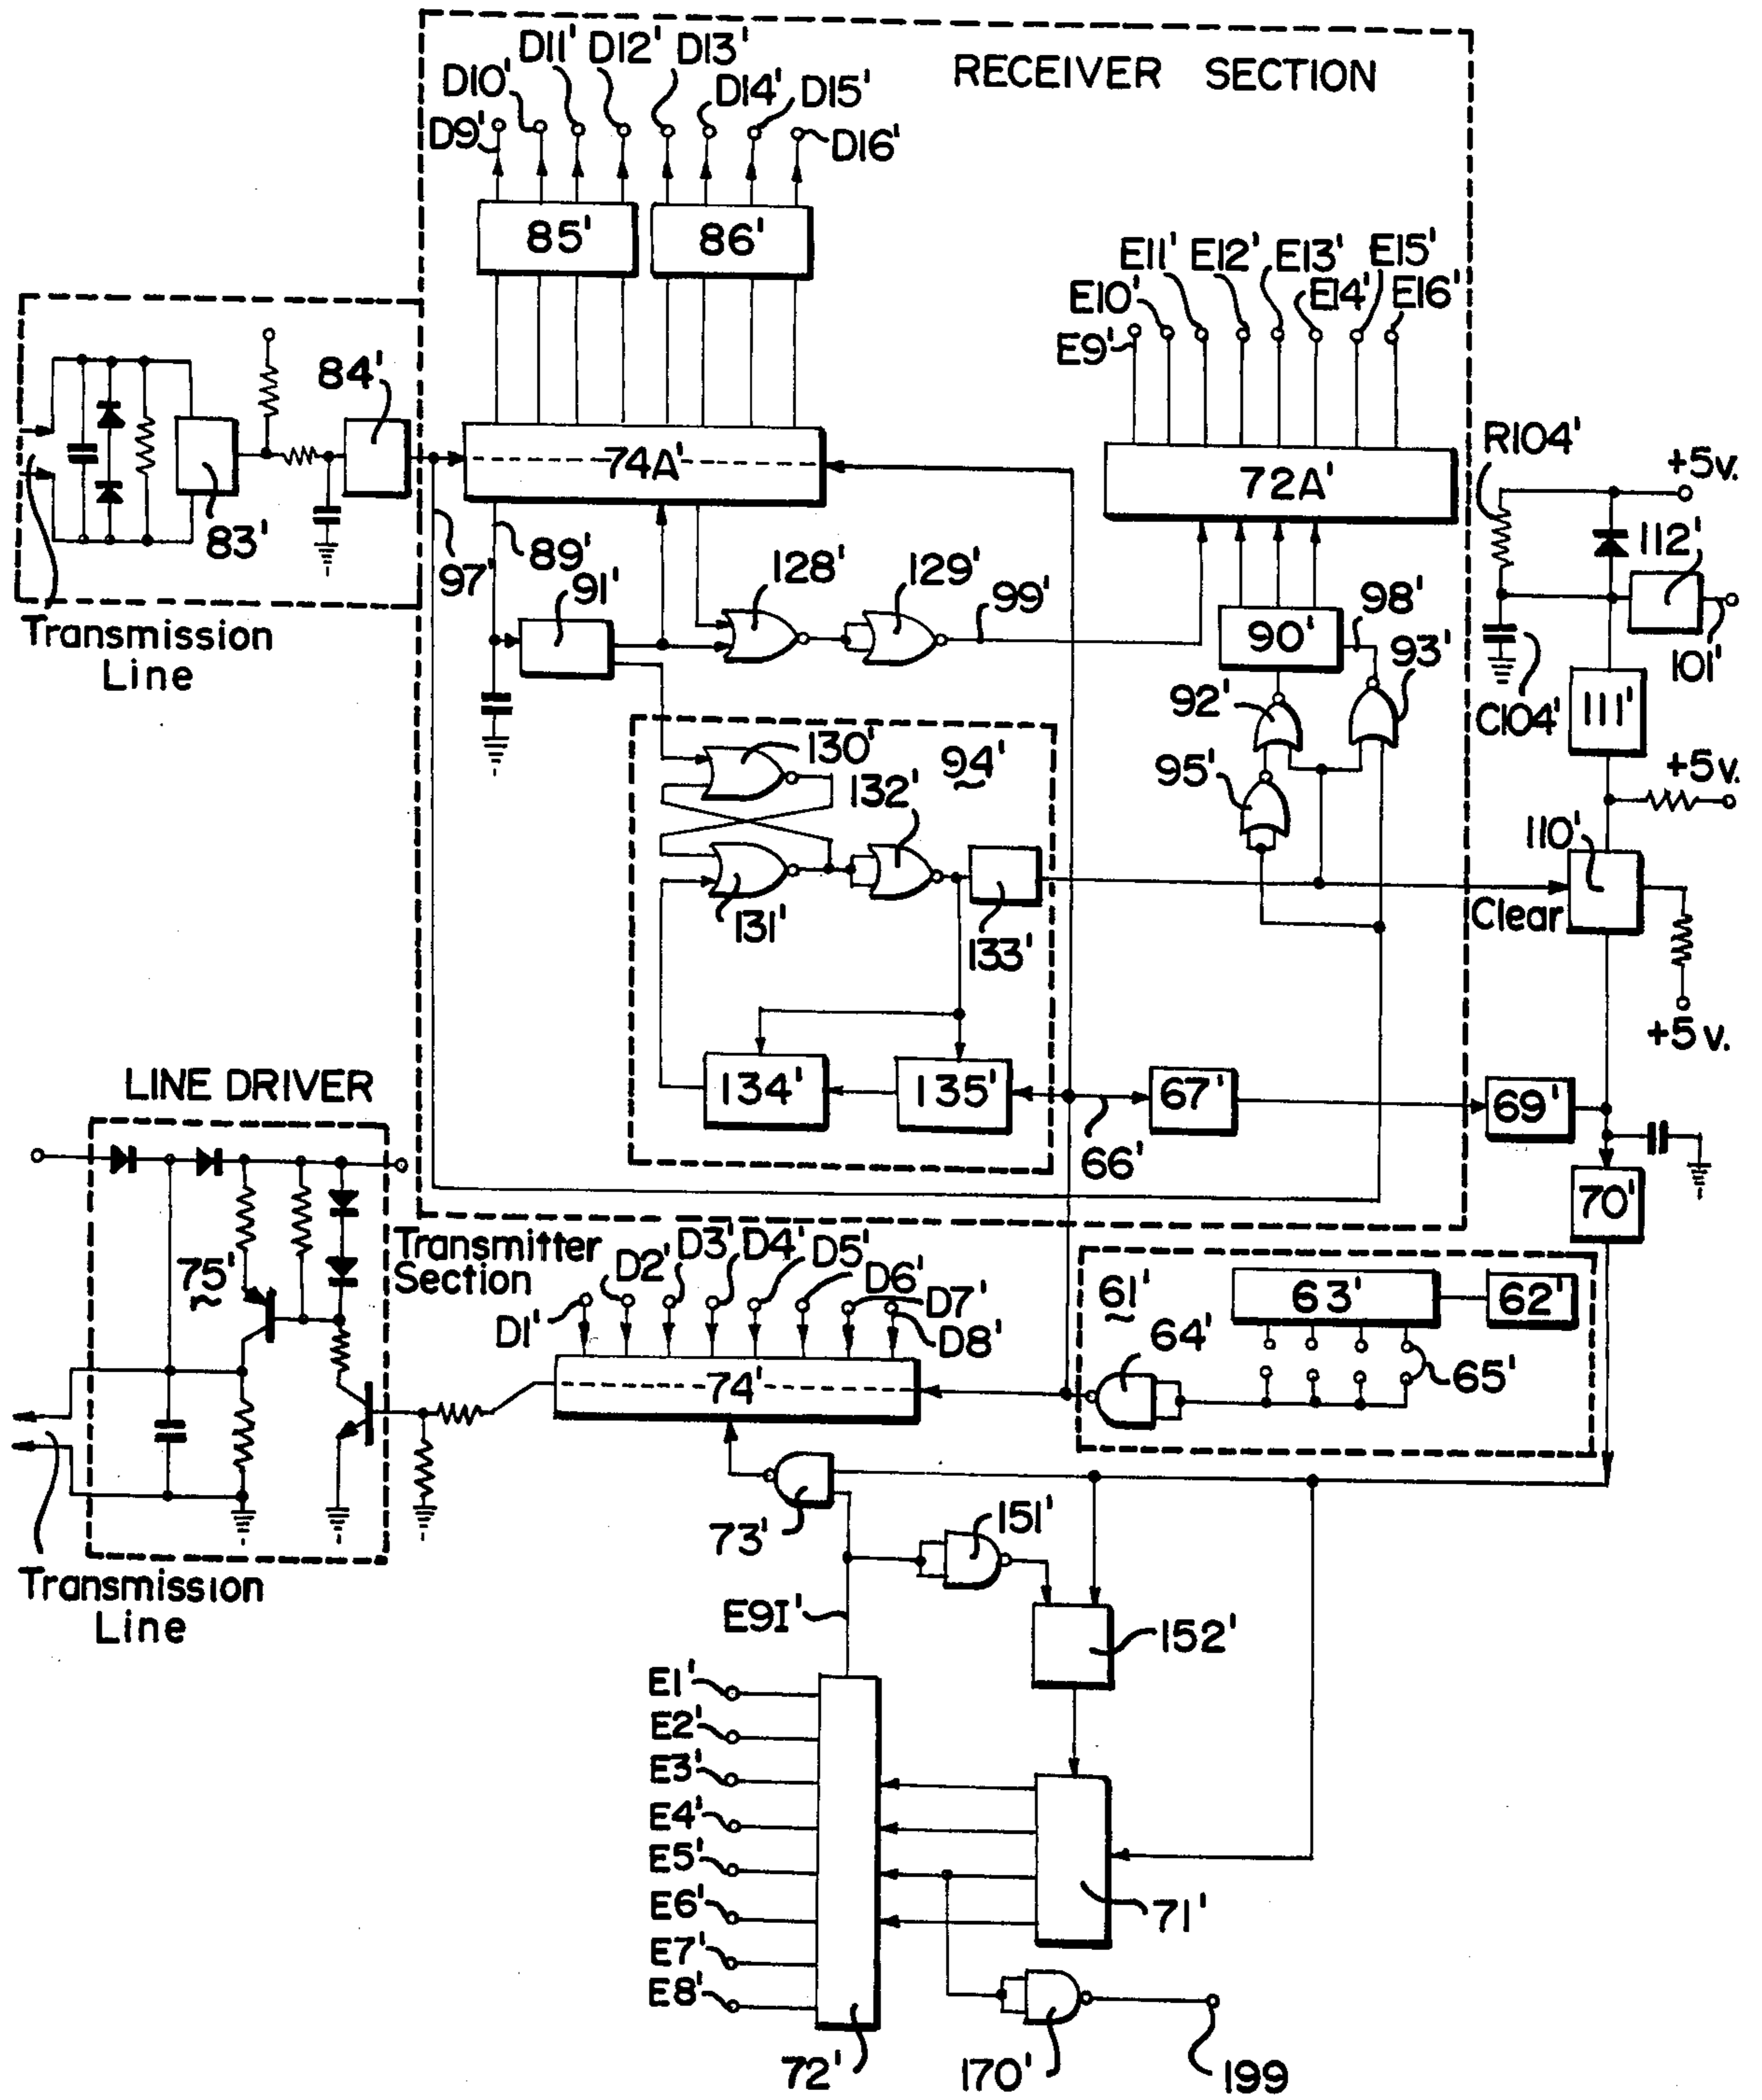 RECEIVER SECTION
D11' D12' D13'
D10' D14' D15'
D9' D16'
85' 86'
E11' E12' E13' E15'
E10' E14' E16'
E9'
84'
83'
74A'
72A'
R104'
+5v.
112'
101'
C104'
111'
+5v.
97' 89' 91' 128' 129' 99'
98'
90' 93'
92'
95'
Transmission
Line
130' 94'
132'
131'
133'
110'
Clear
+5v.
134' 135' 67' 69'
66'
70'
LINE DRIVER
75'
Transmitter
Section
D1' D2' D3' D4' D5' D6' D7' D8'
74'
61' 63' 62'
64'
65'
73'
151'
152'
E91'
Transmission
Line
E1'
E2'
E3'
E4'
E5'
E6'
E7'
E8'
71'
72' 170' 199